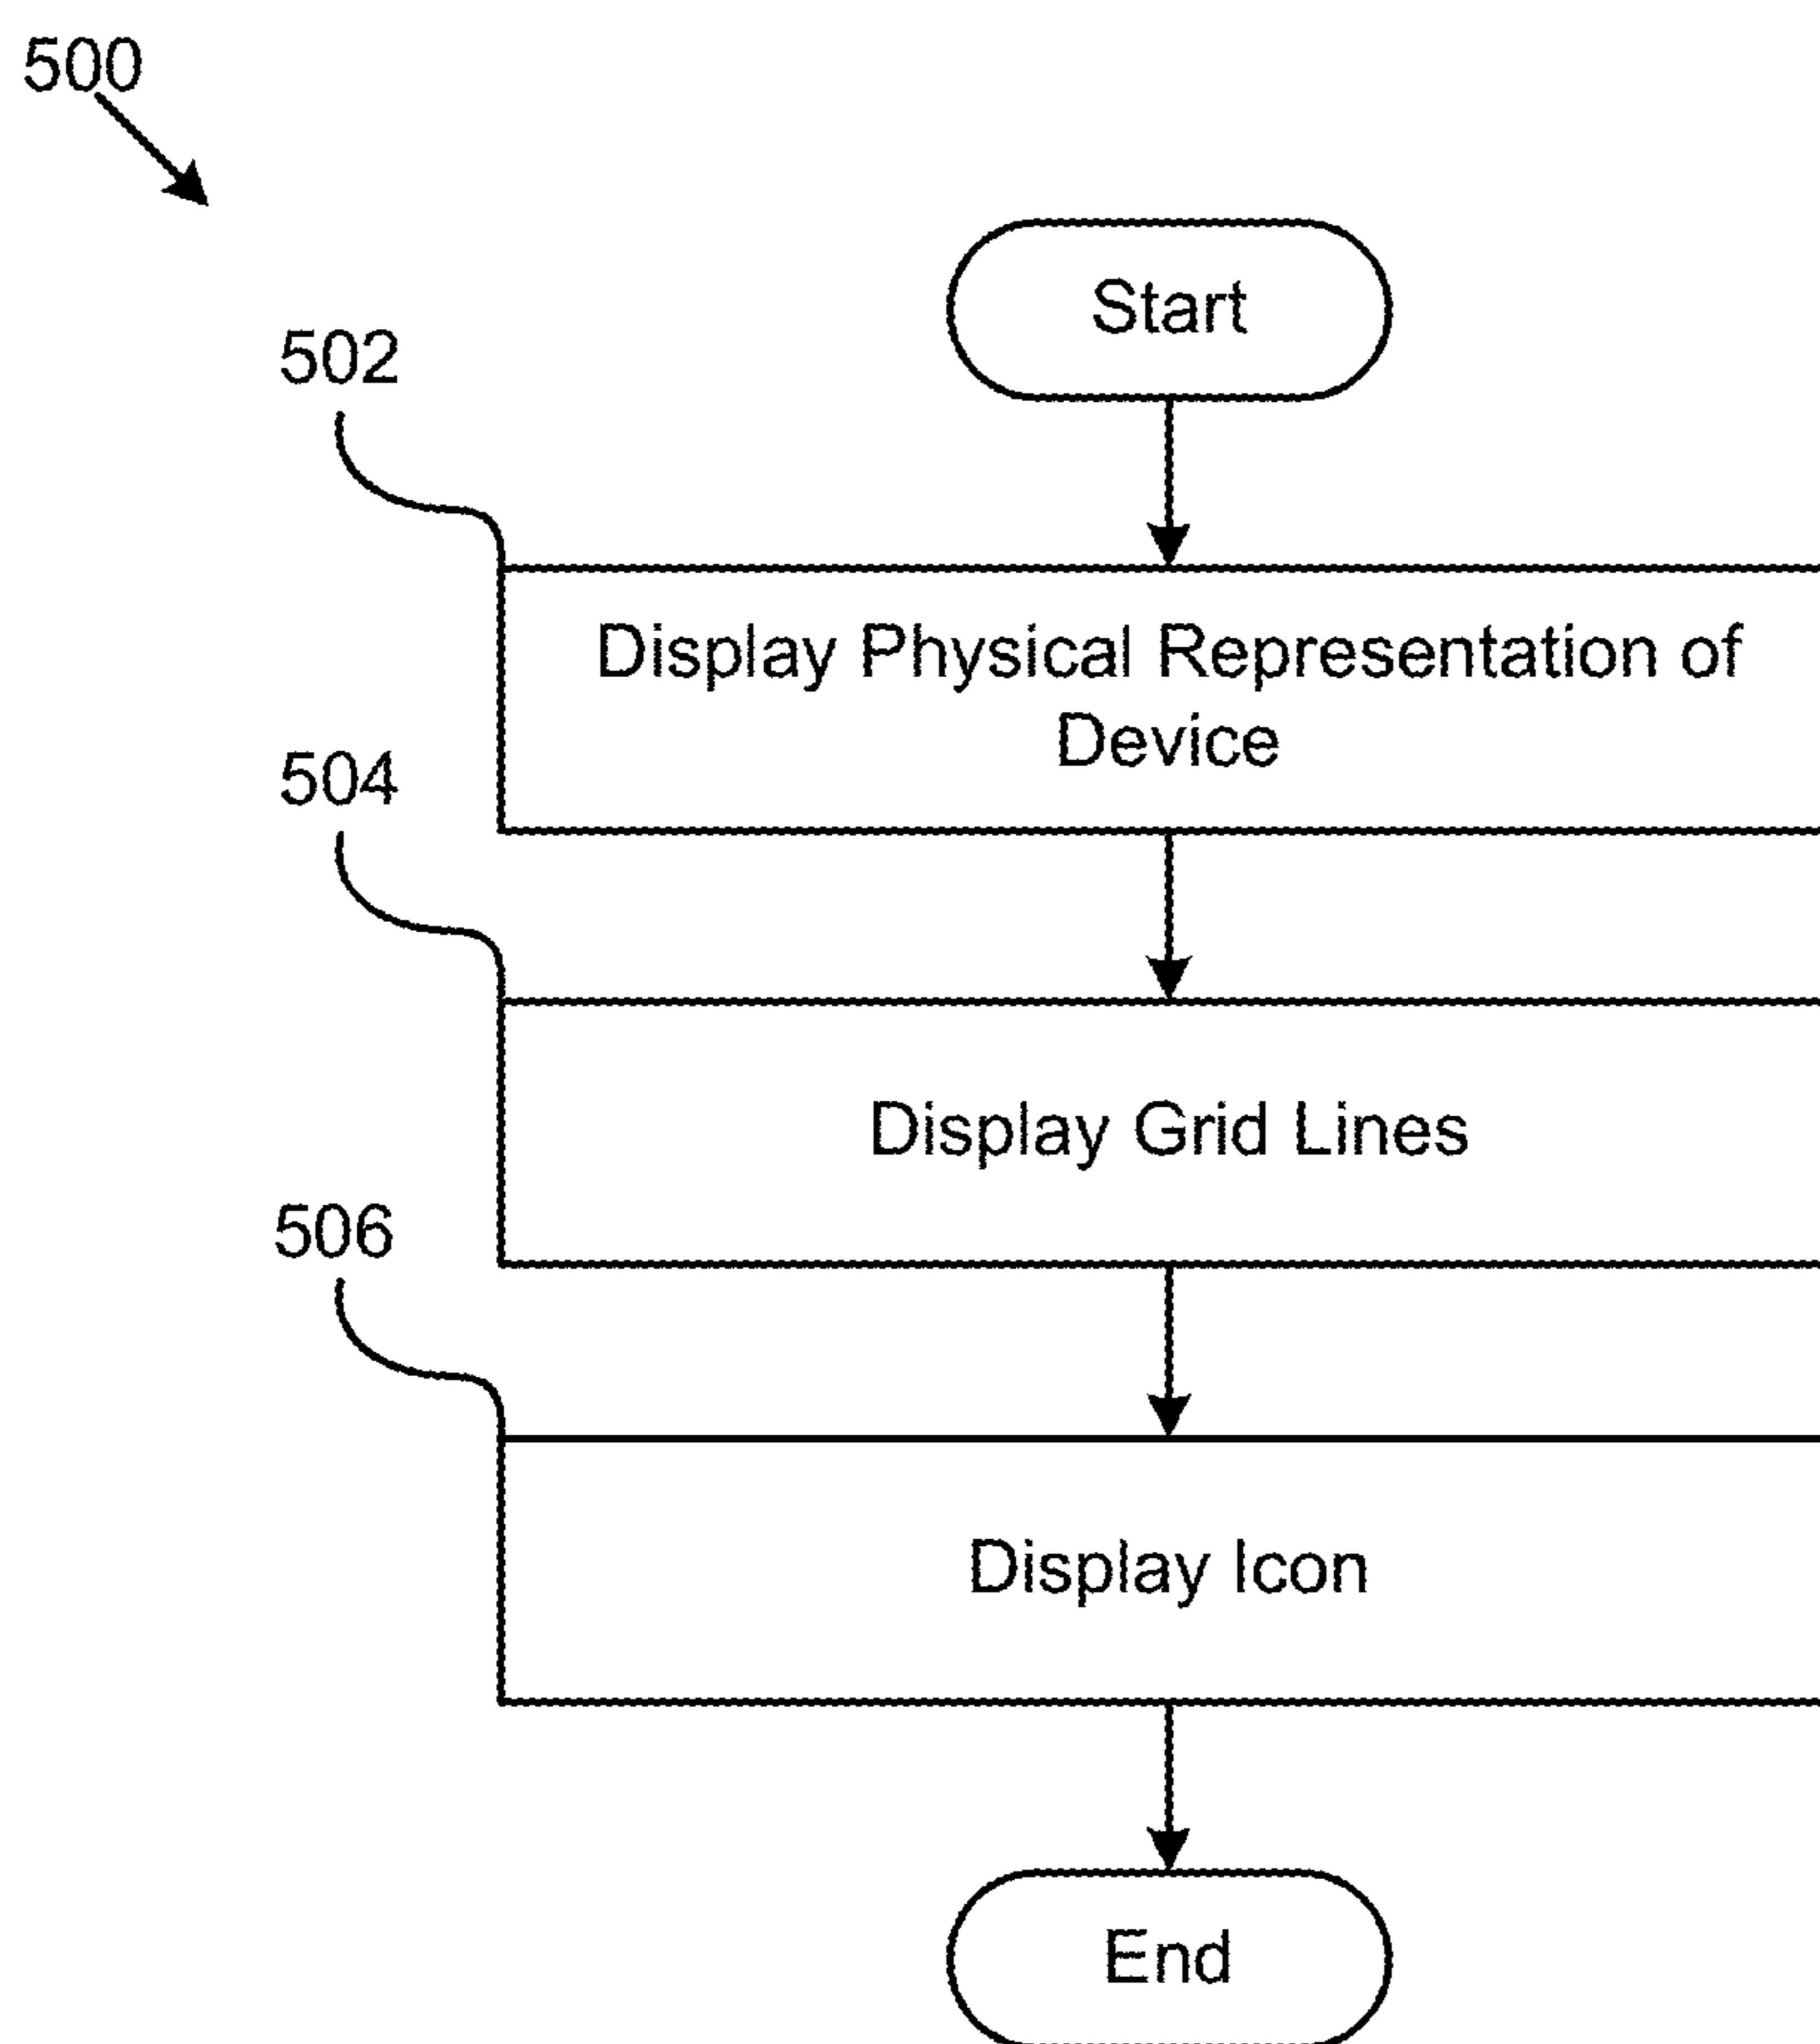 500
Start
502
Display Physical Representation of
Device
504
Display Grid Lines
506
Display Icon
End